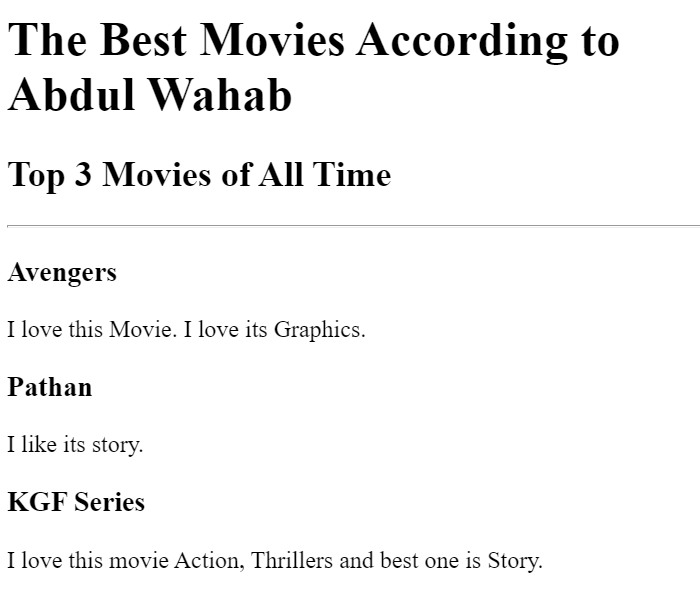 The Best Movies According to
Abdul Wahab
Top 3 Movies of All Time
Avengers
I love this Movie. I love its Graphics.
Pathan
I like its story.
KGF Series
I love this movie Action, Thrillers and best one is Story.